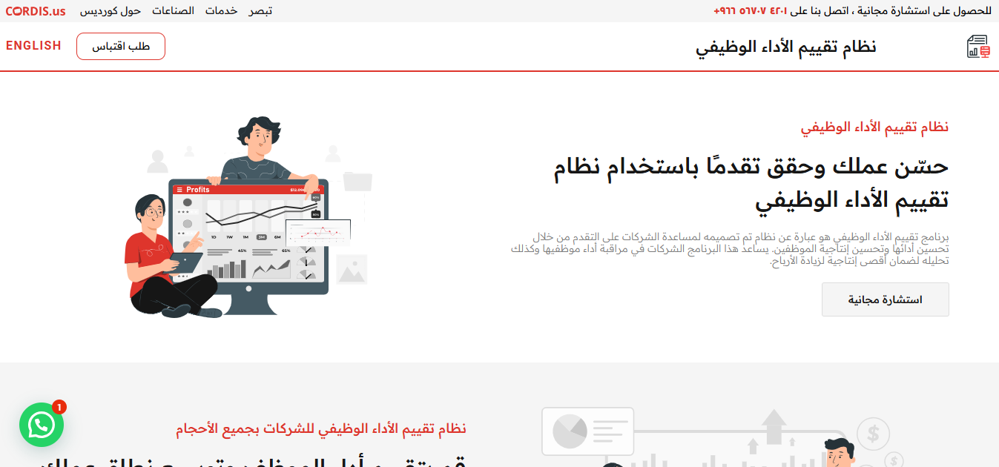 للحصول على استشارة مجانية ، اتصل بنا على ٤٢٠١ ٥٦٧٠٧ ٩٦٦+
تبصر خدمات الصناعات حول كورديس CORDIS.us
نظام تقييم الأداء الوظيفي
طلب اقتباس
ENGLISH
نظام تقييم الأداء الوظيفي
حسّن عملك وحقق تقدمًا باستخدام نظام
تقييم الأداء الوظيفي
برنامج تقييم الأداء الوظيفي هو عبارة عن نظام تم تصميمه لمساعدة الشركات على التقدم من خلال
تحسين أدائها وتحسين إنتاجية الموظفين. يساعد هذا البرنامج الشركات في مراقبة أداء موظفيها وكذلك
تحليله لضمان أقصى إنتاجية لزيادة الأرباح.
استشارة مجانية
Profits
1D 1W 1M 3M 6M
45% 65%
نظام تقييم الأداء الوظيفي للشركات بجميع الأحجام
1